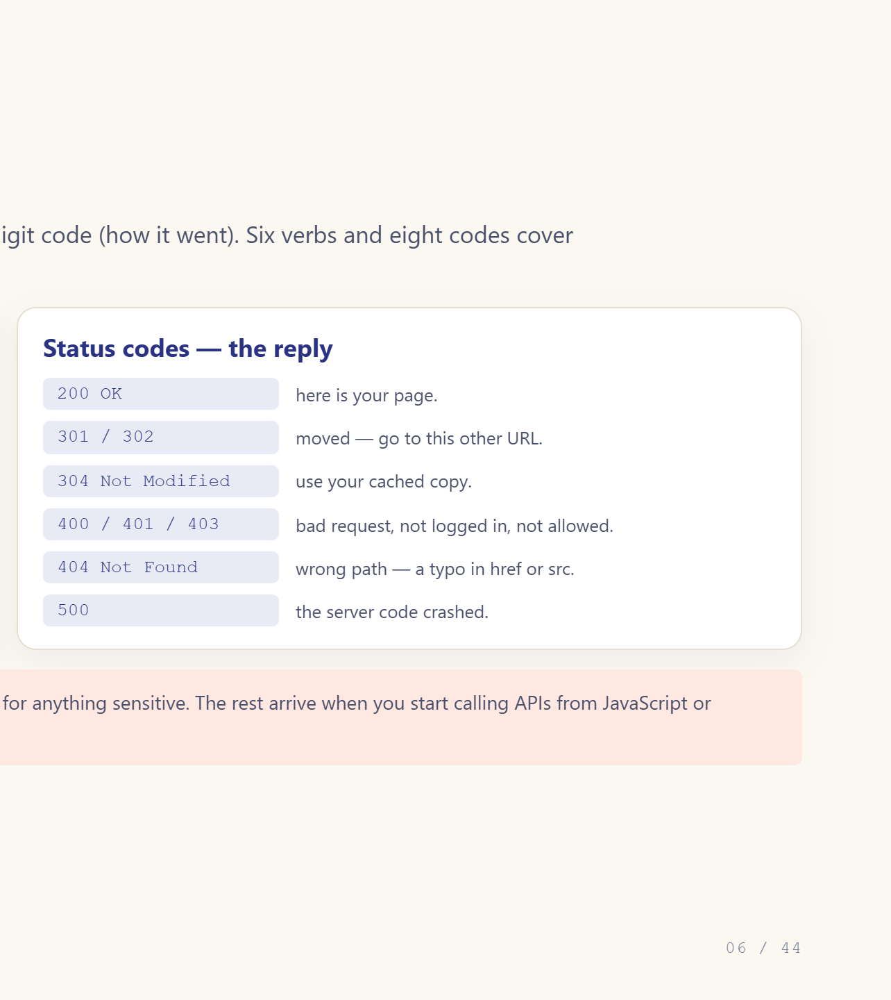 igit code (how it went). Six verbs and eight codes cover
Status codes — the reply
200 OK here is your page.
301 / 302 moved — go to this other URL.
304 Not Modified use your cached copy.
400 / 401 / 403 bad request, not logged in, not allowed.
404 Not Found wrong path — a typo in href or src.
500 the server code crashed.
for anything sensitive. The rest arrive when you start calling APIs from JavaScript or
06 / 44